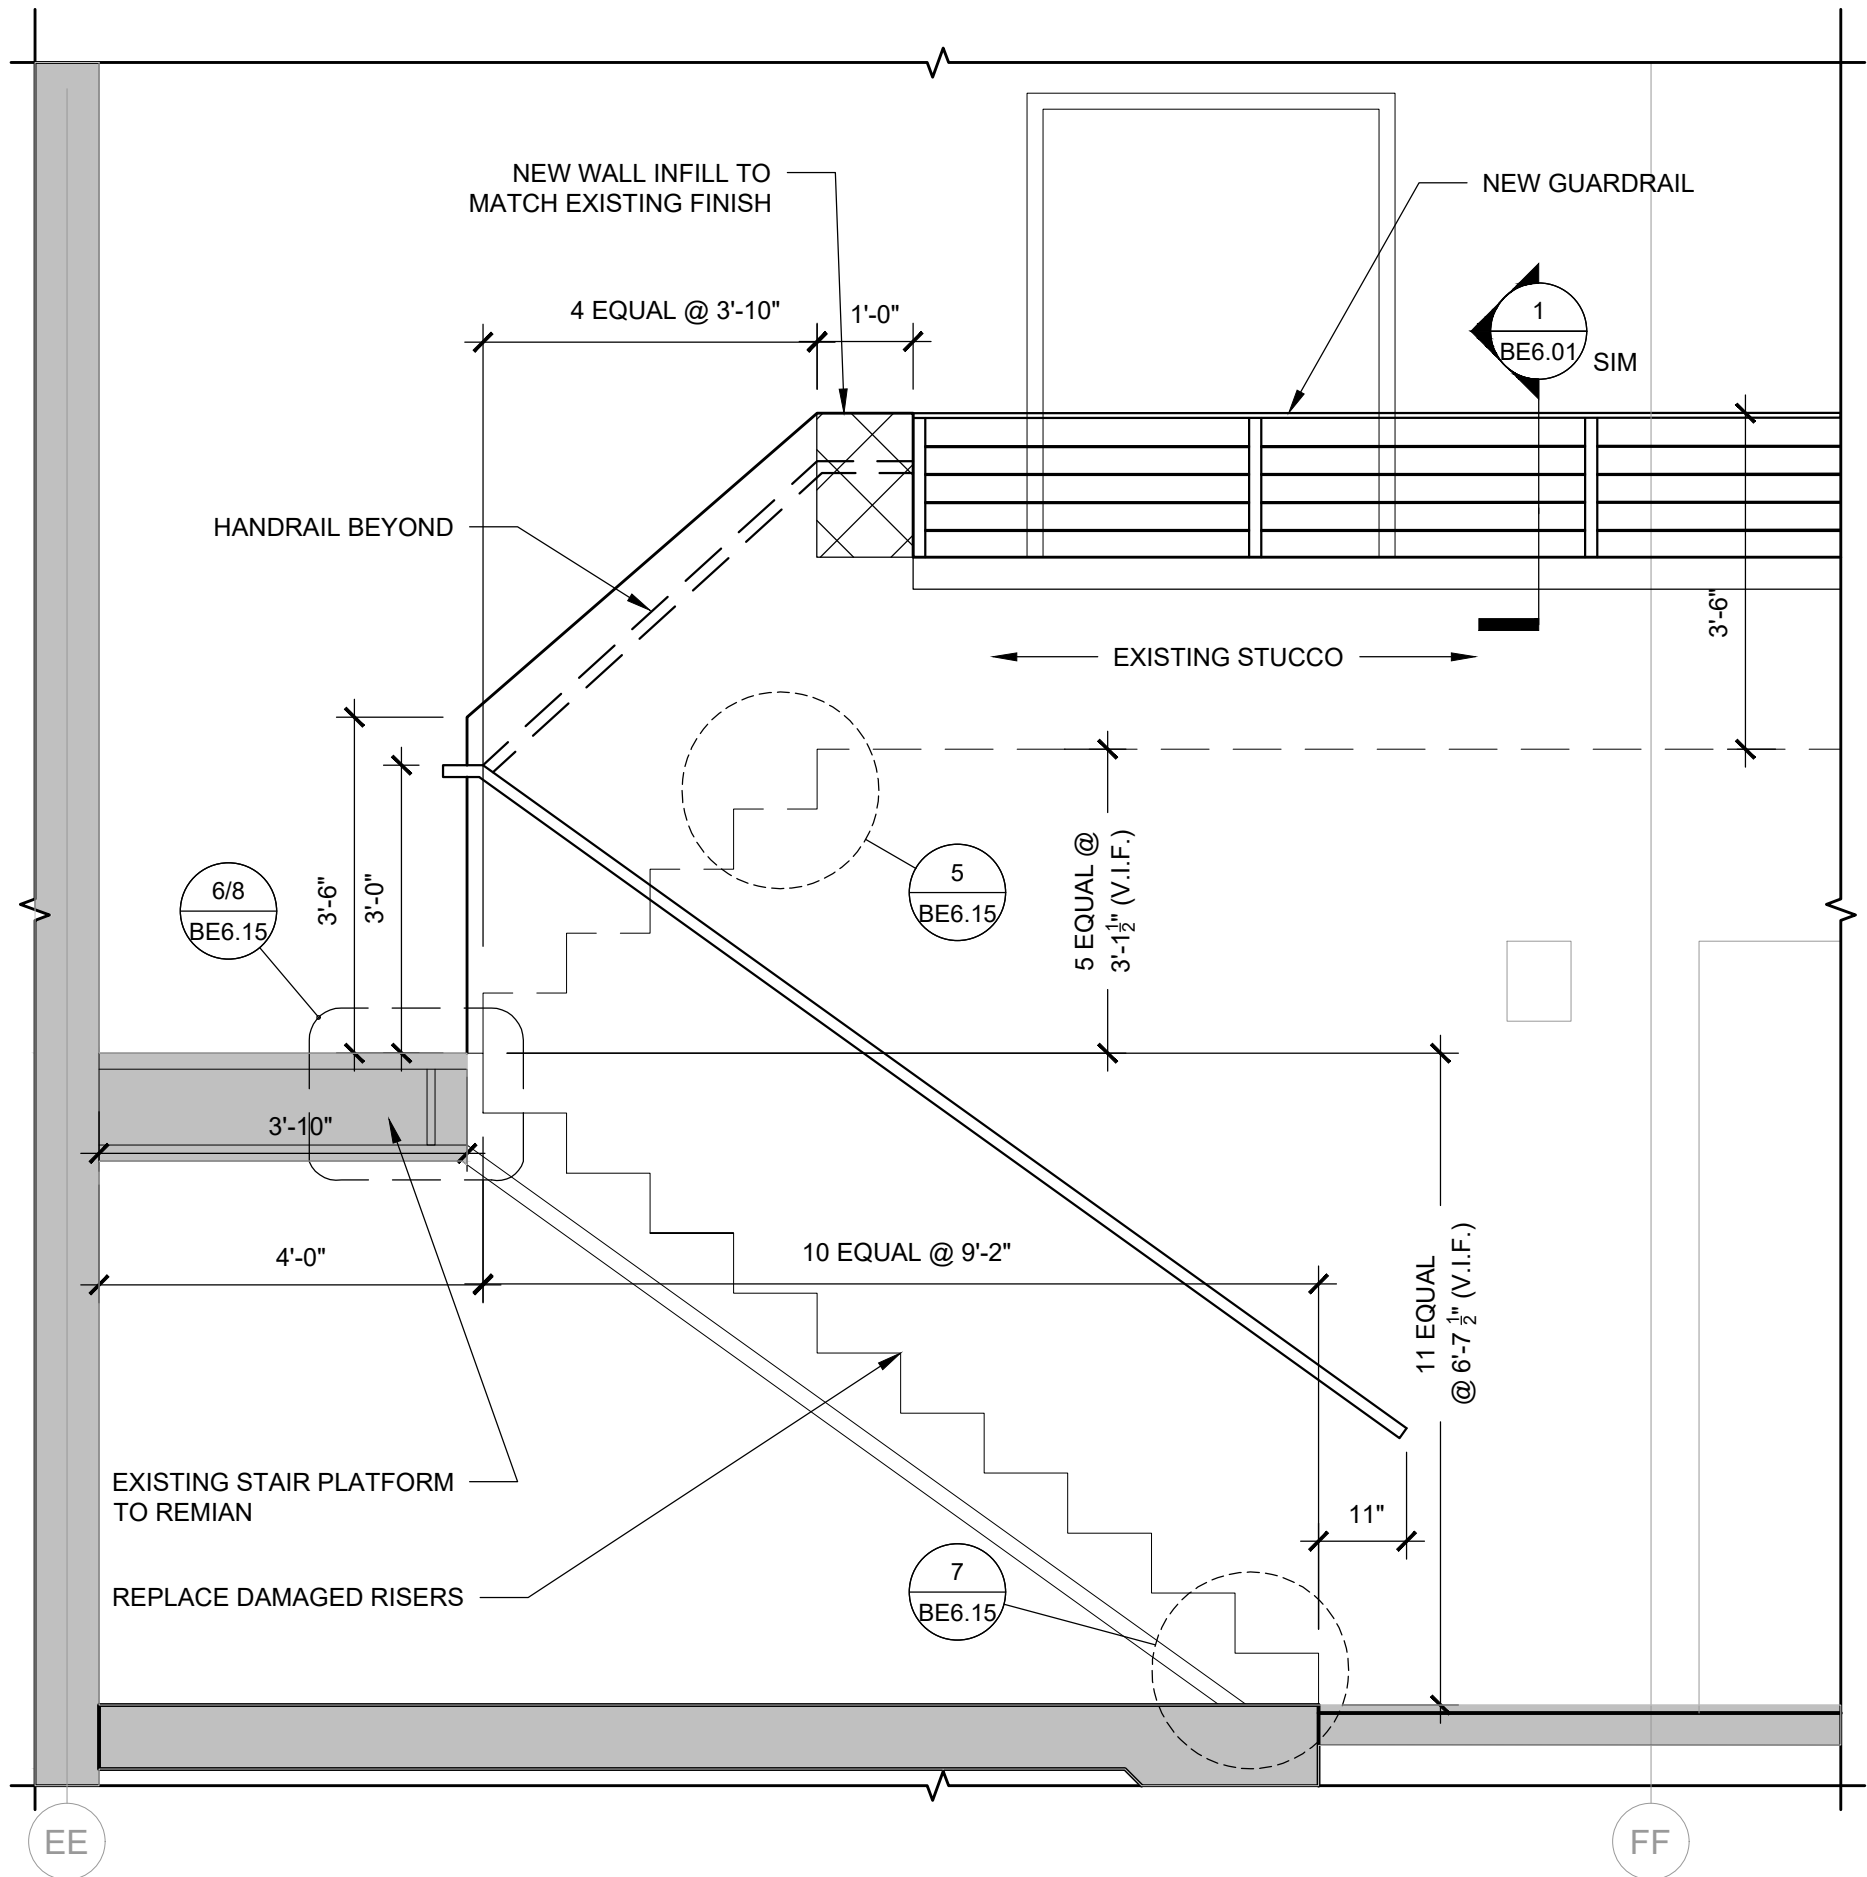 NEW WALL INFILL TO
MATCH EXISTING FINISH
NEW GUARDRAIL
4 EQUAL @ 3'-10"
1'-0"
1
BE6.01
SIM
HANDRAIL BEYOND
3'-6"
EXISTING STUCCO
6/8
BE6.15
3'-6"
3'-0"
5
BE6.15
5 EQUAL @
3'-1½" (V.I.F.)
3'-10"
4'-0"
10 EQUAL @ 9'-2"
11 EQUAL
@ 6'-7 ½" (V.I.F.)
EXISTING STAIR PLATFORM
TO REMIAN
11"
REPLACE DAMAGED RISERS
7
BE6.15
EE
FF